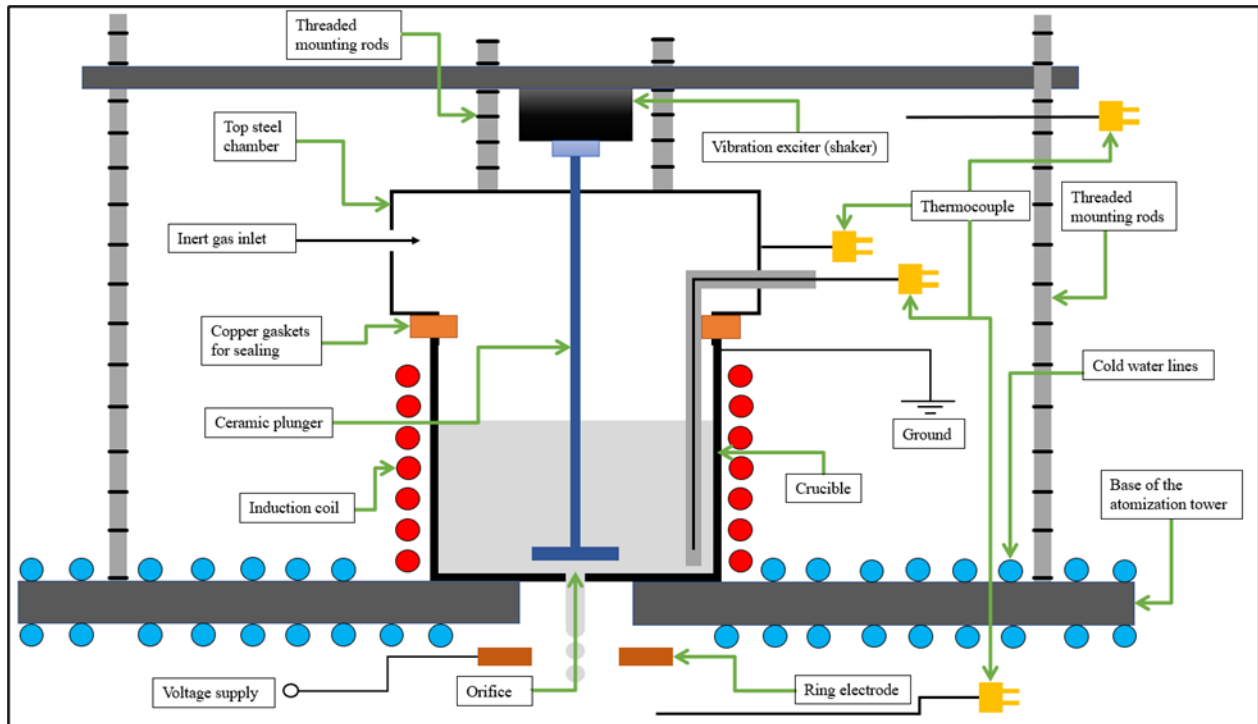 Threaded
mounting rods
Top steel
chamber
Vibration exciter (shaker)
Inert gas inlet
Thermocouple
Threaded
mounting rods
Copper gaskets
for sealing
Cold water lines
Ceramic plunger
Ground
Induction coil
Crucible
Base of the
atomization tower
Voltage supply
Orifice
Ring electrode